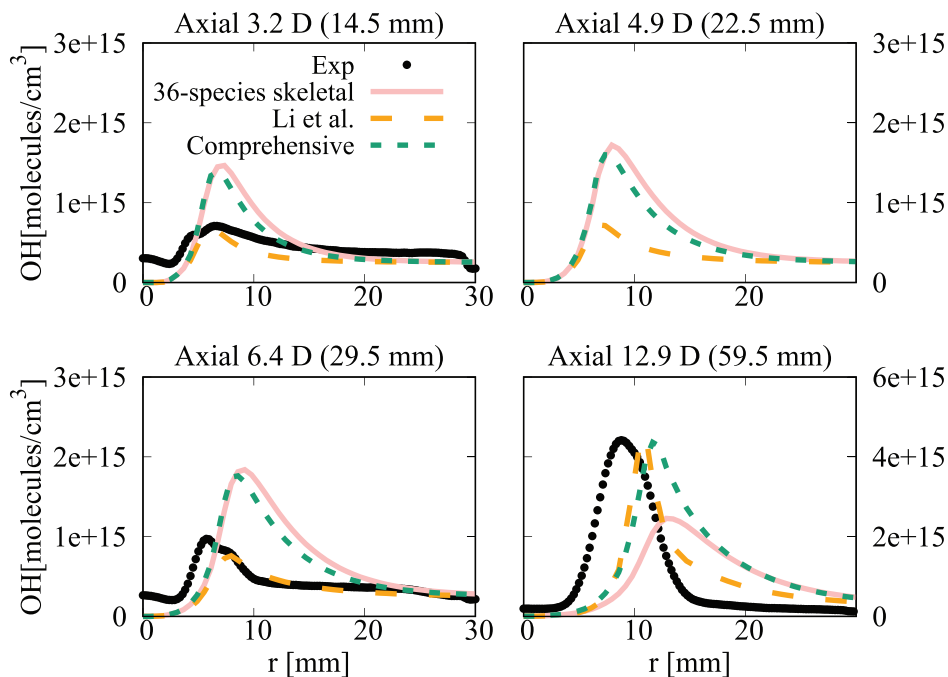 Axial 3.2 D (14.5 mm)
Axial 4.9 D (22.5 mm)
3e+15
2e+15
1e+15
0
OH[molecules/cm³]
Exp
36-species skeletal
Li et al.
Comprehensive
0
10
20
30
3e+15
2e+15
1e+15
0
0
10
20
Axial 6.4 D (29.5 mm)
Axial 12.9 D (59.5 mm)
3e+15
2e+15
1e+15
0
OH[molecules/cm³]
0
10
20
30
r [mm]
6e+15
4e+15
2e+15
0
0
10
20
r [mm]